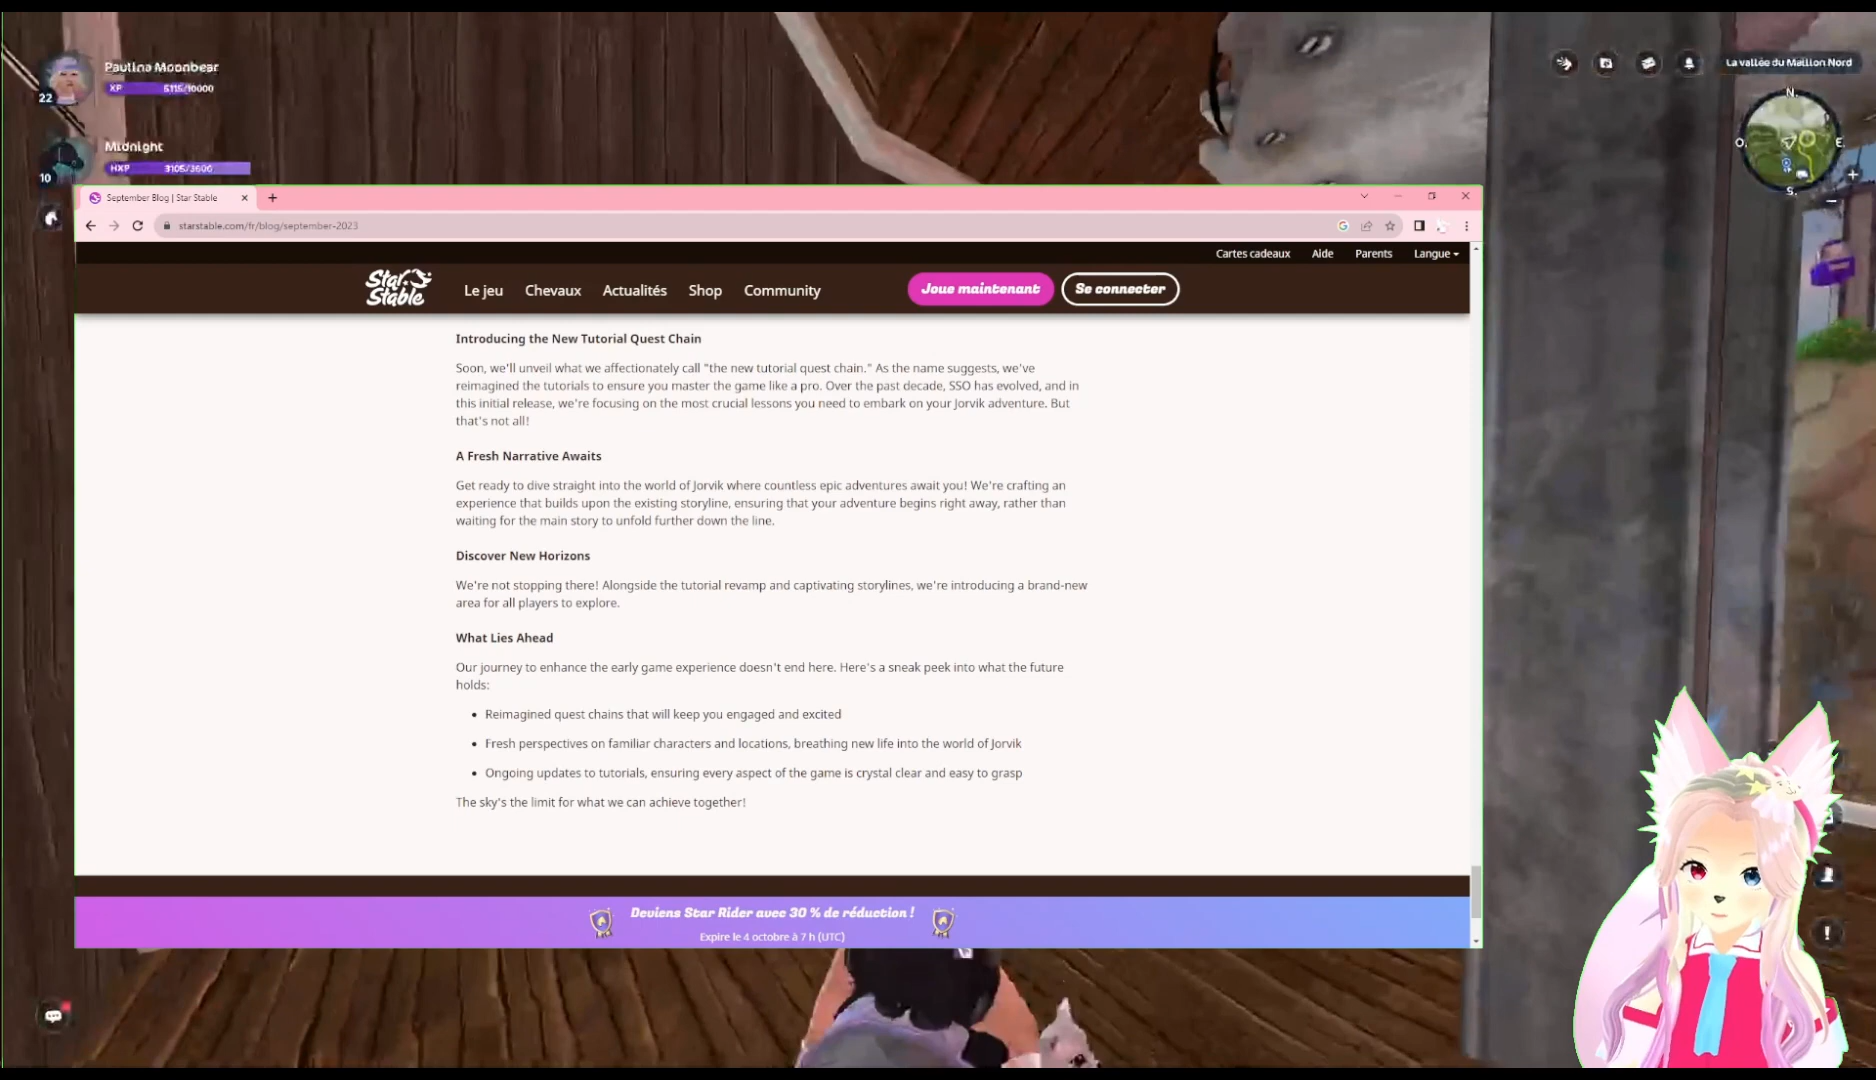 Paulina Moonbear
XP 5115/10000
22
Midnight
HXP 3105/3600
10
La vallée du Maillon Nord
N.
O.
E.
S.
September Blog | Star Stable
starstable.com/fr/blog/september-2023
Cartes cadeaux Aide Parents Langue
Star Stable
Le jeu Chevaux Actualités Shop Community Joue maintenant Se connecter
Introducing the New Tutorial Quest Chain
Soon, we'll unveil what we affectionately call "the new tutorial quest chain." As the name suggests, we've
reimagined the tutorials to ensure you master the game like a pro. Over the past decade, SSO has evolved, and in
this initial release, we're focusing on the most crucial lessons you need to embark on your Jorvik adventure. But
that's not all!
A Fresh Narrative Awaits
Get ready to dive straight into the world of Jorvik where countless epic adventures await you! We're crafting an
experience that builds upon the existing storyline, ensuring that your adventure begins right away, rather than
waiting for the main story to unfold further down the line.
Discover New Horizons
We're not stopping there! Alongside the tutorial revamp and captivating storylines, we're introducing a brand-new
area for all players to explore.
What Lies Ahead
Our journey to enhance the early game experience doesn't end here. Here's a sneak peek into what the future
holds:
• Reimagined quest chains that will keep you engaged and excited
• Fresh perspectives on familiar characters and locations, breathing new life into the world of Jorvik
• Ongoing updates to tutorials, ensuring every aspect of the game is crystal clear and easy to grasp
The sky's the limit for what we can achieve together!
Deviens Star Rider avec 30 % de réduction !
Expire le 4 octobre à 7 h (UTC)